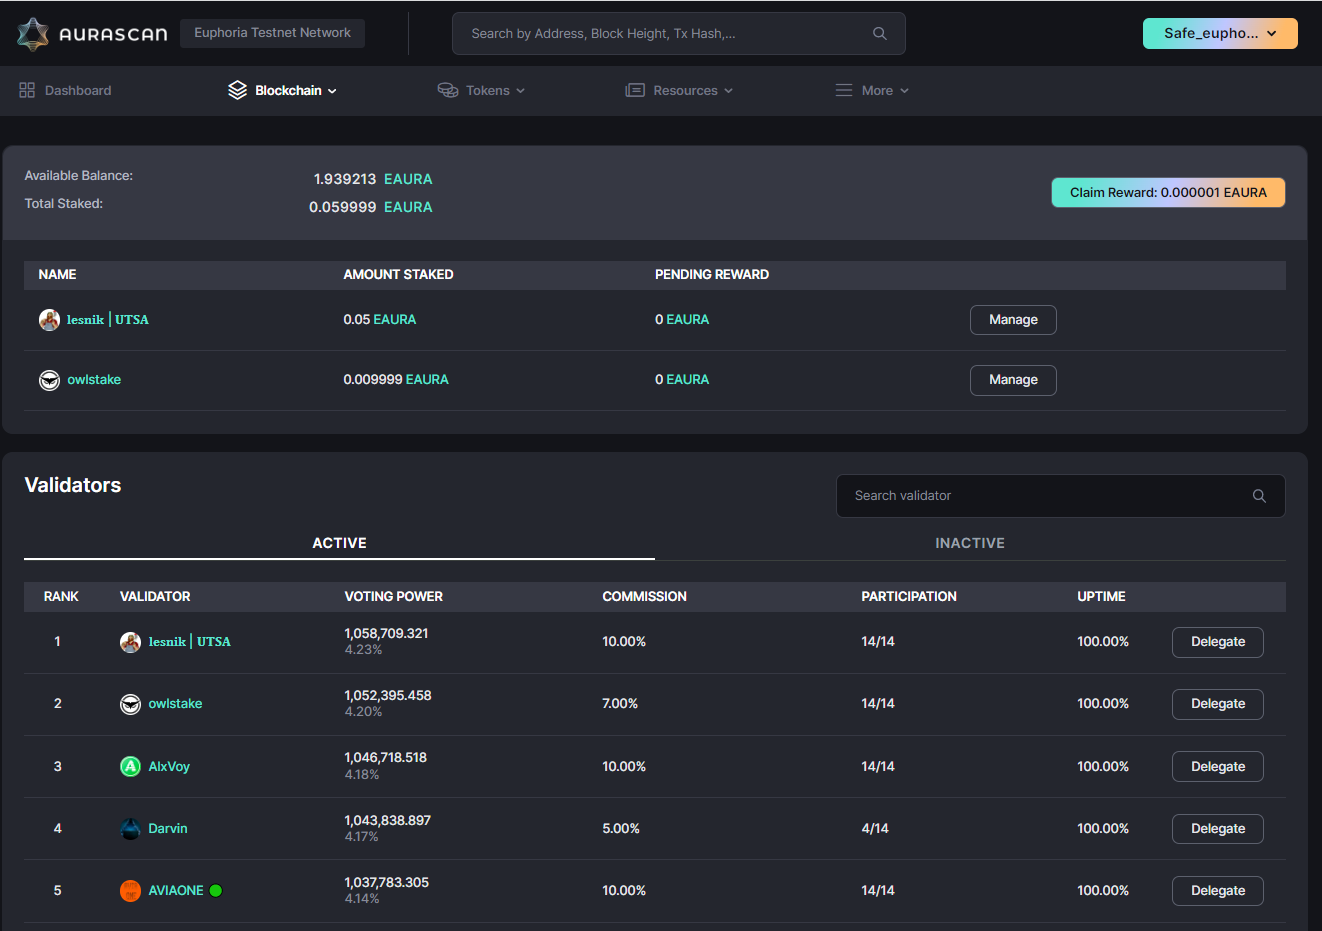 AURASCAN Euphoria Testnet Network Search by Address, Block Height, Tx Hash,... Safe_eupho...
Dashboard Blockchain Tokens Resources More
Available Balance: 1.939213 EAURA
Total Staked: 0.059999 EAURA
Claim Reward: 0.000001 EAURA
NAME AMOUNT STAKED PENDING REWARD
lesnik | UTSA 0.05 EAURA 0 EAURA Manage
owlstake 0.009999 EAURA 0 EAURA Manage
Validators Search validator
ACTIVE INACTIVE
RANK VALIDATOR VOTING POWER COMMISSION PARTICIPATION UPTIME
1 lesnik | UTSA 1,058,709.321 10.00% 14/14 100.00% Delegate
4.23%
2 owlstake 1,052,395.458 7.00% 14/14 100.00% Delegate
4.20%
3 AlxVoy 1,046,718.518 10.00% 14/14 100.00% Delegate
4.18%
4 Darvin 1,043,838.897 5.00% 4/14 100.00% Delegate
4.17%
5 AVIAONE 1,037,783.305 10.00% 14/14 100.00% Delegate
4.14%